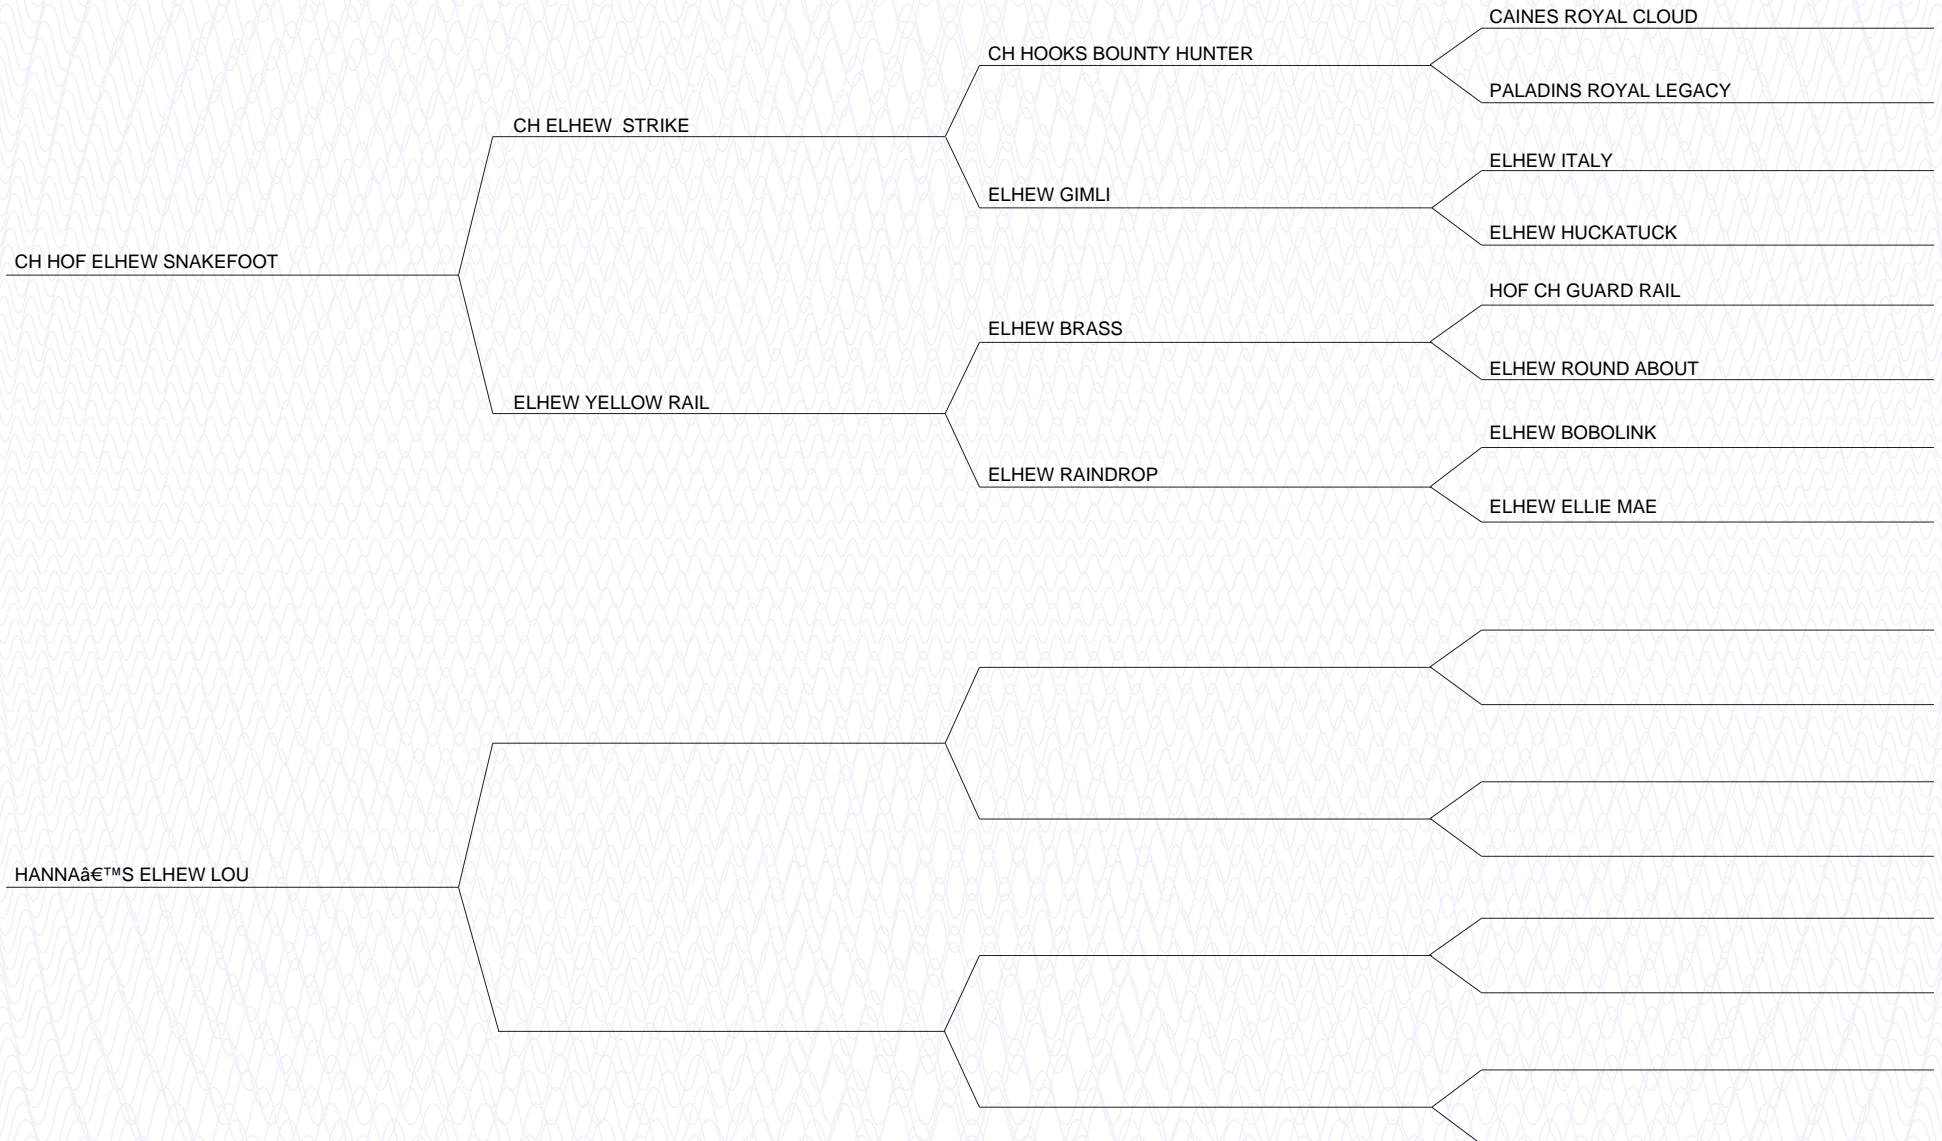 CAINES ROYAL CLOUD
CH HOOKS BOUNTY HUNTER
PALADINS ROYAL LEGACY
CH ELHEW  STRIKE
ELHEW ITALY
ELHEW GIMLI
ELHEW HUCKATUCK
CH HOF ELHEW SNAKEFOOT
HOF CH GUARD RAIL
ELHEW BRASS
ELHEW ROUND ABOUT
ELHEW YELLOW RAIL
ELHEW BOBOLINK
ELHEW RAINDROP
ELHEW ELLIE MAE
HANNAâ€™S ELHEW LOU